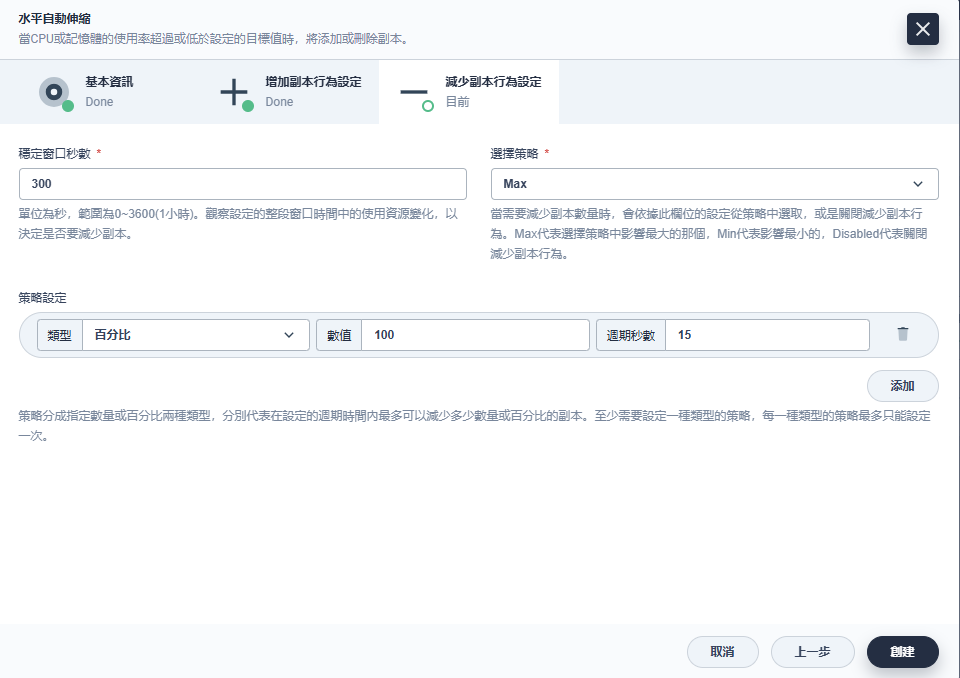 水平自動伸縮
當CPU或記憶體的使用率超過或低於設定的目標值時，將添加或刪除副本。
基本資訊
Done
增加副本行為設定
Done
減少副本行為設定
目前
穩定窗口秒數 *
300
單位為秒，範圍為0~3600(1小時)。觀察設定的整段窗口時間中的使用資源變化，以
決定是否要減少副本。
選擇策略 *
Max
當需要減少副本數量時，會依據此欄位的設定從策略中選取，或是關閉減少副本行
為。Max代表選擇策略中影響最大的那個，Min代表影響最小的，Disabled代表關閉
減少副本行為。
策略設定
類型 百分比 數值 100 週期秒數 15
添加
策略分成指定數量或百分比兩種類型，分別代表在設定的週期時間內最多可以減少多少數量或百分比的副本。至少需要設定一種類型的策略，每一種類型的策略最多只能設定
一次。
取消 上一步 創建